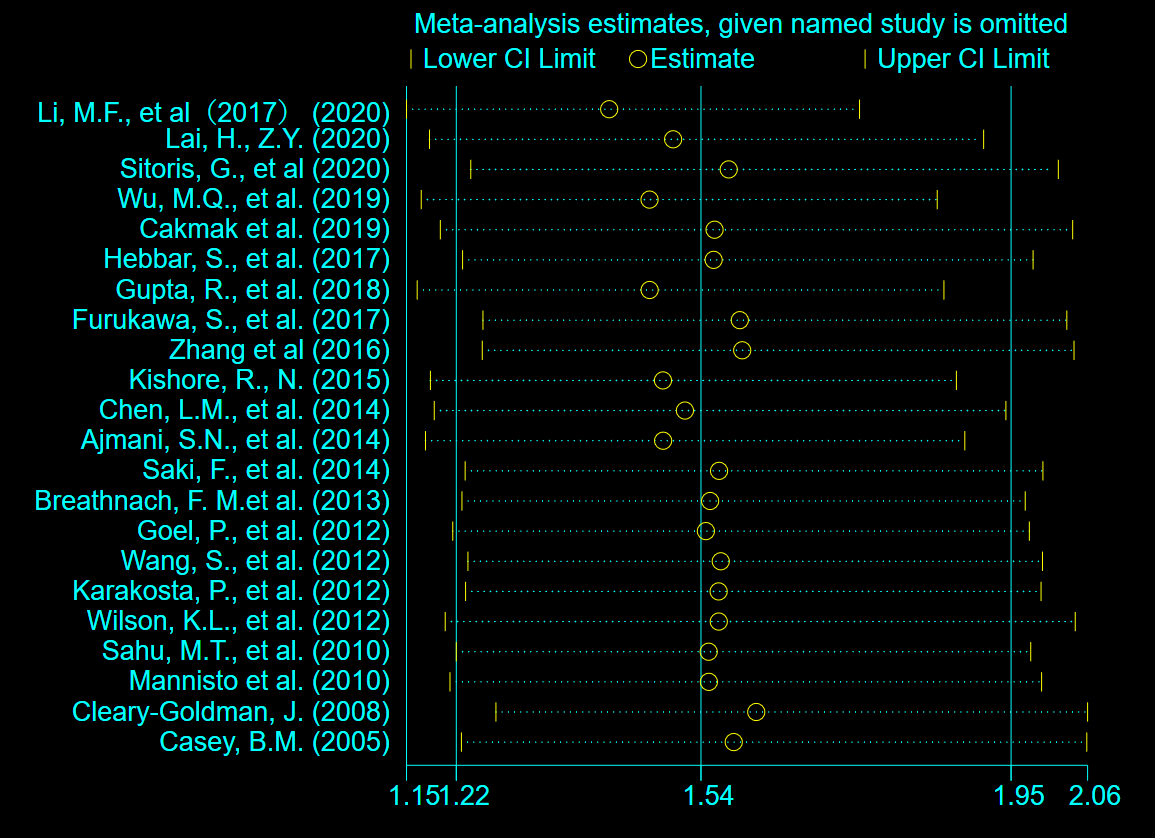 Meta-analysis estimates, given named study is omitted
Lower CI Limit Estimate Upper CI Limit
Li, M.F., et al（2017） (2020)
Lai, H., Z.Y. (2020)
Sitoris, G., et al (2020)
Wu, M.Q., et al. (2019)
Cakmak et al. (2019)
Hebbar, S., et al. (2017)
Gupta, R., et al. (2018)
Furukawa, S., et al. (2017)
Zhang et al (2016)
Kishore, R., N. (2015)
Chen, L.M., et al. (2014)
Ajmani, S.N., et al. (2014)
Saki, F., et al. (2014)
Breathnach, F. M.et al. (2013)
Goel, P., et al. (2012)
Wang, S., et al. (2012)
Karakosta, P., et al. (2012)
Wilson, K.L., et al. (2012)
Sahu, M.T., et al. (2010)
Mannisto et al. (2010)
Cleary-Goldman, J. (2008)
Casey, B.M. (2005)
1.15 1.22 1.54 1.95 2.06